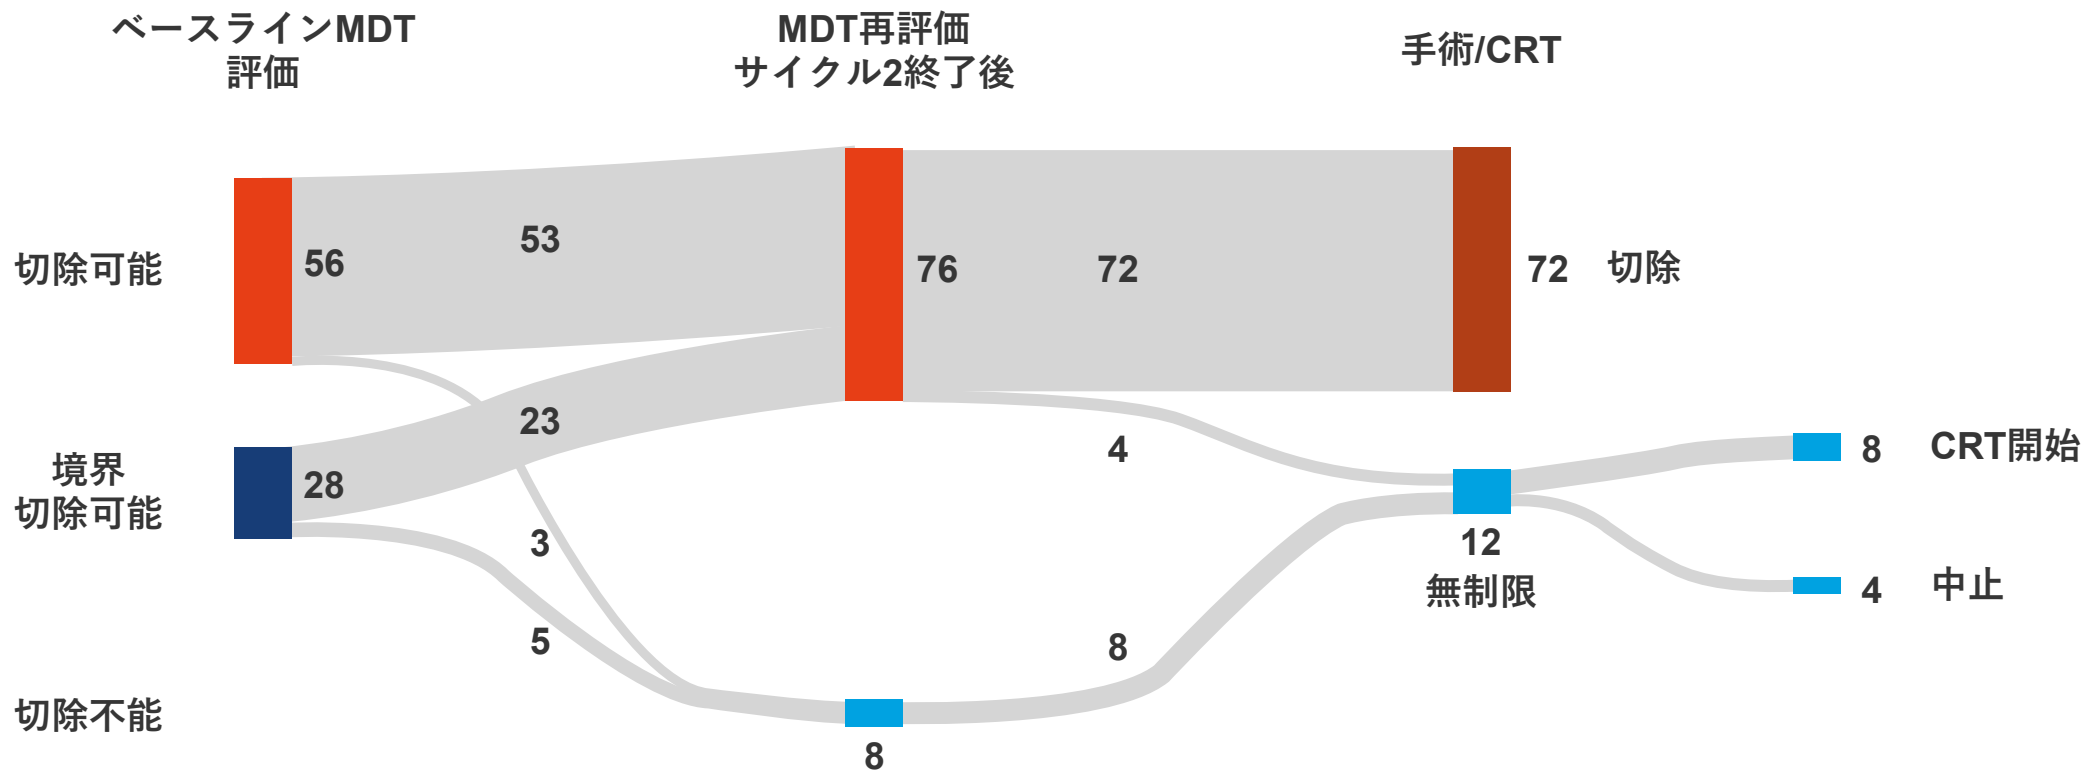 ベースラインMDT
評価
MDT再評価
サイクル2終了後
手術/CRT
切除可能
56
53
76
72
72
切除
境界
切除可能
28
23
4
8
CRT開始
3
12
無制限
4
中止
5
8
切除不能
8